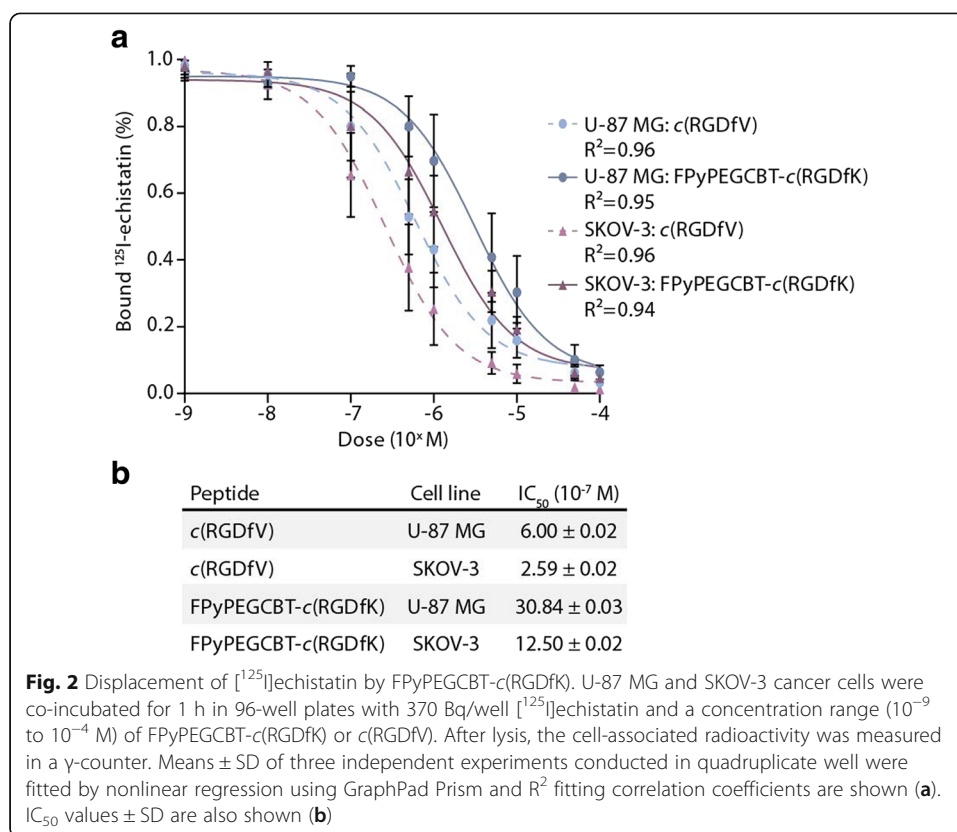 a
1.0
0.8
0.6
0.4
0.2
0.0
Bound ¹²⁵I-echistatin (%)
-9 -8 -7 -6 -5 -4
Dose (10ˣ M)
U-87 MG: c(RGDfV)
R²=0.96
U-87 MG: FPyPEGCBT-c(RGDfK)
R²=0.95
SKOV-3: c(RGDfV)
R²=0.96
SKOV-3: FPyPEGCBT-c(RGDfK)
R²=0.94
b
Peptide Cell line IC₅₀ (10⁻⁷ M)
c(RGDfV) U-87 MG 6.00 ± 0.02
c(RGDfV) SKOV-3 2.59 ± 0.02
FPyPEGCBT-c(RGDfK) U-87 MG 30.84 ± 0.03
FPyPEGCBT-c(RGDfK) SKOV-3 12.50 ± 0.02
Fig. 2 Displacement of [¹²⁵I]echistatin by FPyPEGCBT-c(RGDfK). U-87 MG and SKOV-3 cancer cells were
co-incubated for 1 h in 96-well plates with 370 Bq/well [¹²⁵I]echistatin and a concentration range (10⁻⁹
to 10⁻⁴ M) of FPyPEGCBT-c(RGDfK) or c(RGDfV). After lysis, the cell-associated radioactivity was measured
in a γ-counter. Means ± SD of three independent experiments conducted in quadruplicate well were
fitted by nonlinear regression using GraphPad Prism and R² fitting correlation coefficients are shown (a).
IC₅₀ values ± SD are also shown (b)